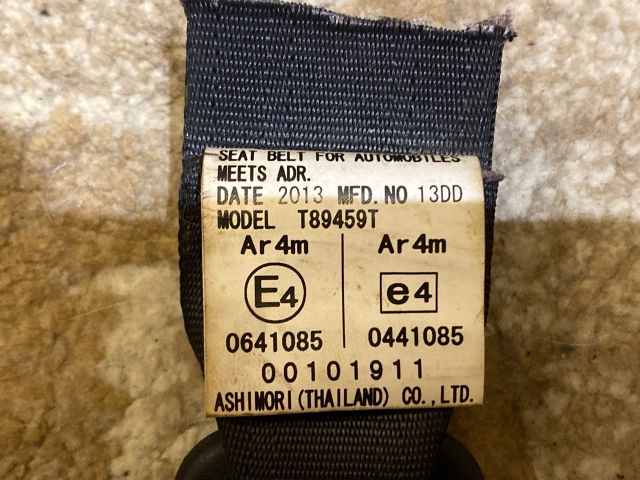 SEAT BELT FOR AUTOMOBILES
MEETS ADR.
DATE 2013 MFD.NO 13DD
MODEL T89459T
Ar4m Ar4m
E4 e4
0641085 0441085
00101911
ASHIMORI(THAILAND) CO.,LTD.